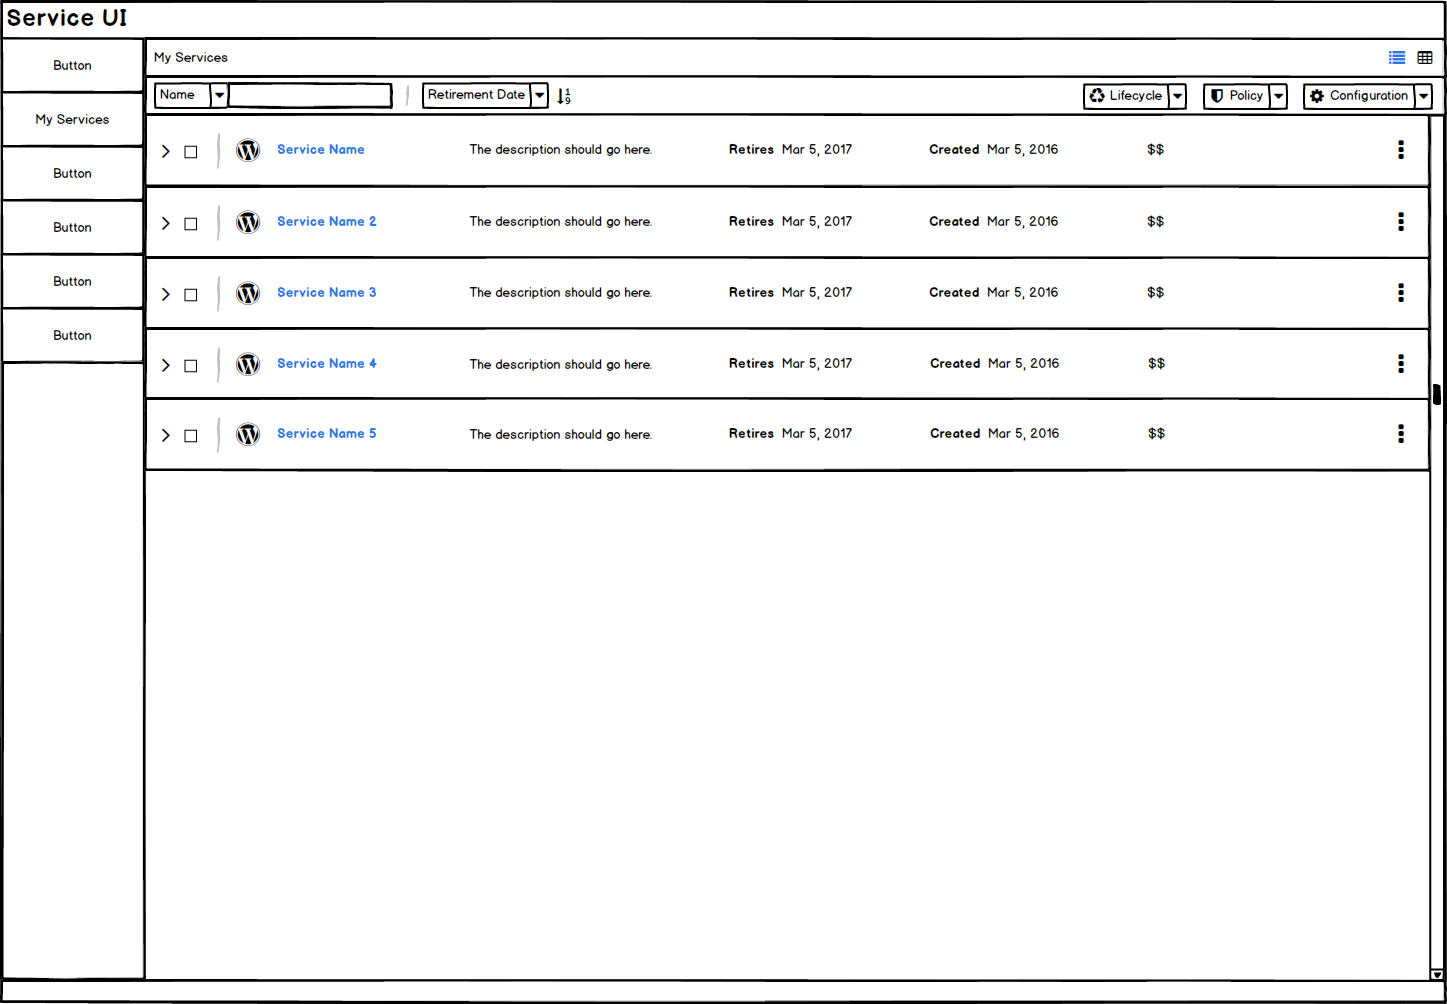 Service UI
Button
My Services
Button
Button
Button
Button
My Services
Name Retirement Date 1 9 Lifecycle Policy Configuration
Service Name The description should go here. Retires Mar 5, 2017 Created Mar 5, 2016 $$
Service Name 2 The description should go here. Retires Mar 5, 2017 Created Mar 5, 2016 $$
Service Name 3 The description should go here. Retires Mar 5, 2017 Created Mar 5, 2016 $$
Service Name 4 The description should go here. Retires Mar 5, 2017 Created Mar 5, 2016 $$
Service Name 5 The description should go here. Retires Mar 5, 2017 Created Mar 5, 2016 $$